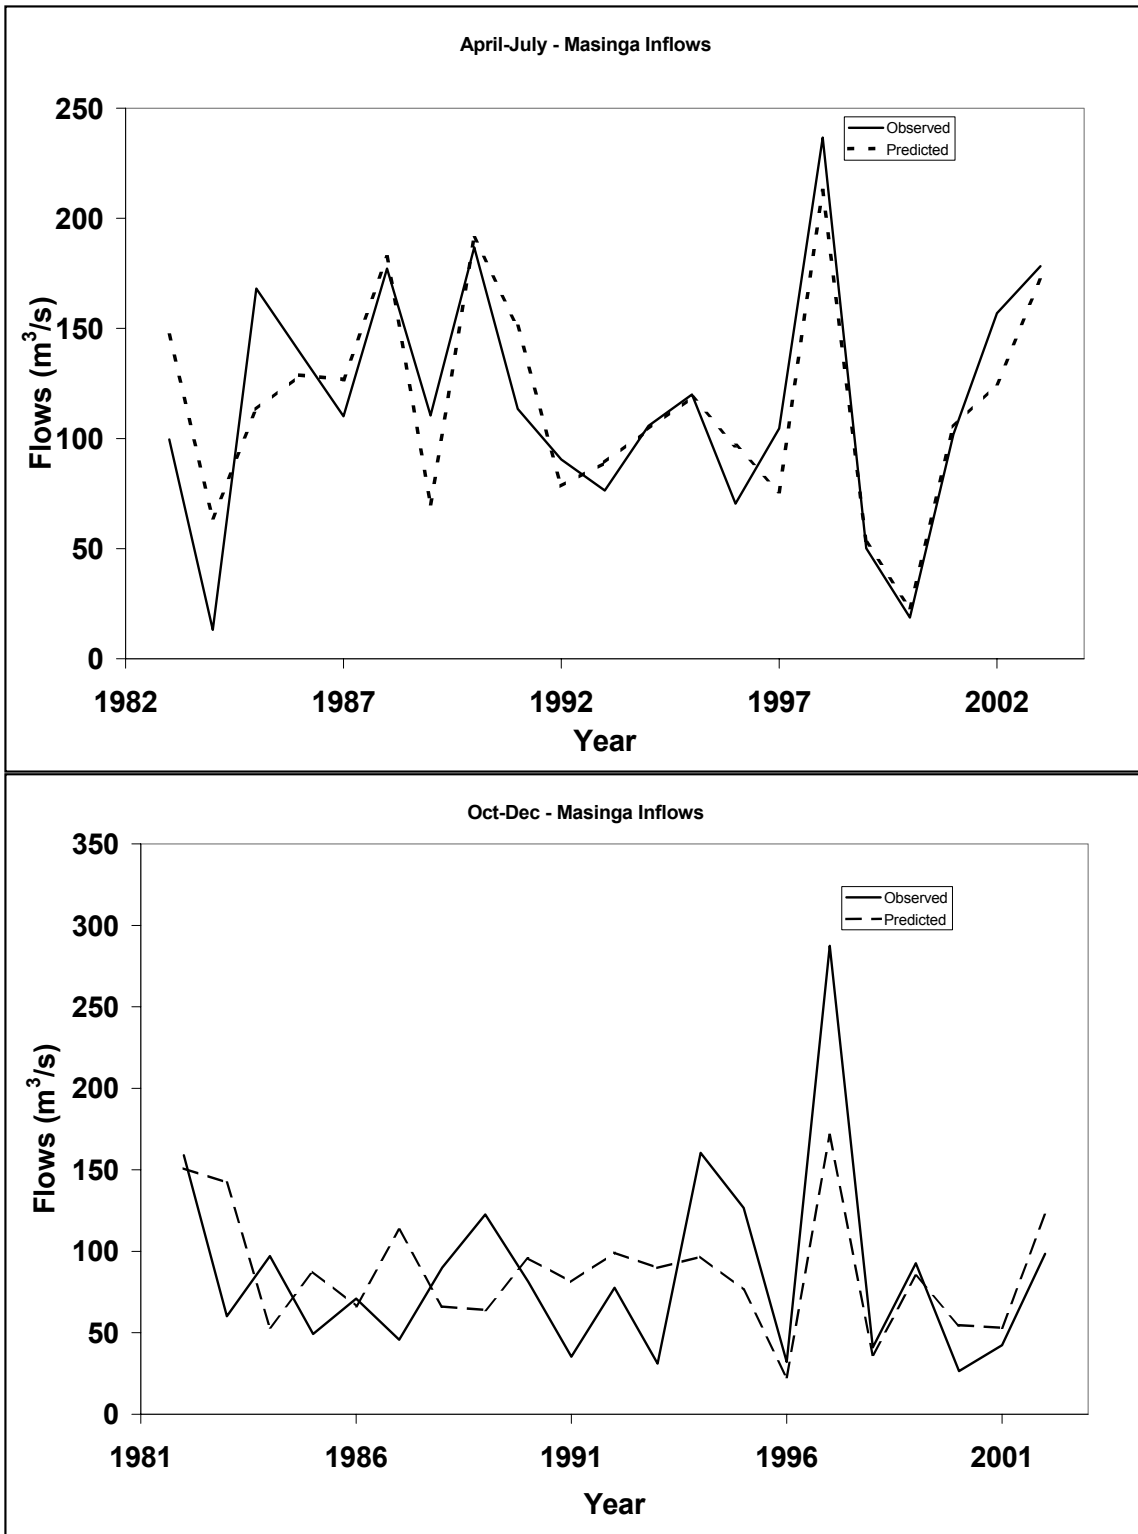 April-July - Masinga Inflows
250
200
150
100
50
0
Flows (m³/s)
Observed
Predicted
1982 1987 1992 1997 2002
Year
Oct-Dec - Masinga Inflows
350
300
250
200
150
100
50
0
Flows (m³/s)
Observed
Predicted
1981 1986 1991 1996 2001
Year